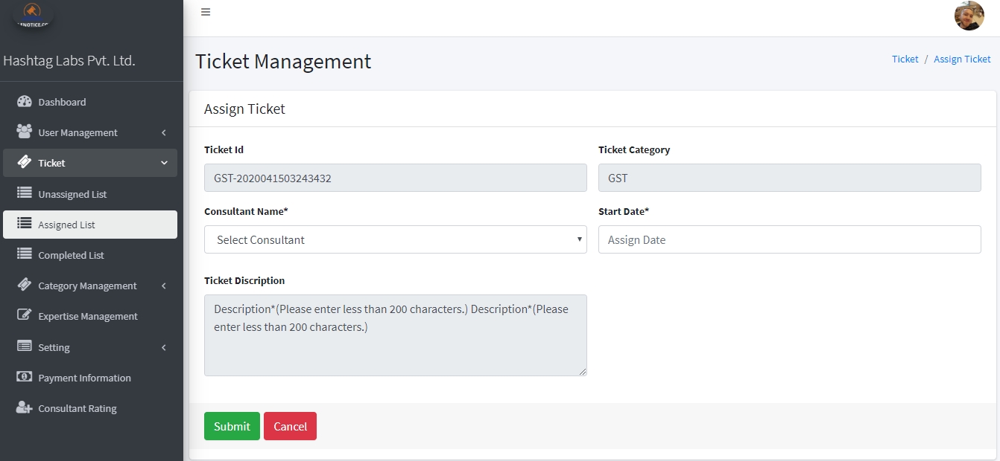 Hashtag Labs Pvt. Ltd.
Dashboard
User Management
Ticket
Unassigned List
Assigned List
Completed List
Category Management
Expertise Management
Setting
Payment Information
Consultant Rating
Ticket Management
Ticket / Assign Ticket
Assign Ticket
Ticket Id
Ticket Category
GST-2020041503243432
GST
Consultant Name*
Start Date*
Select Consultant
Assign Date
Ticket Discription
Description*(Please enter less than 200 characters.) Description*(Please
enter less than 200 characters.)
Submit
Cancel